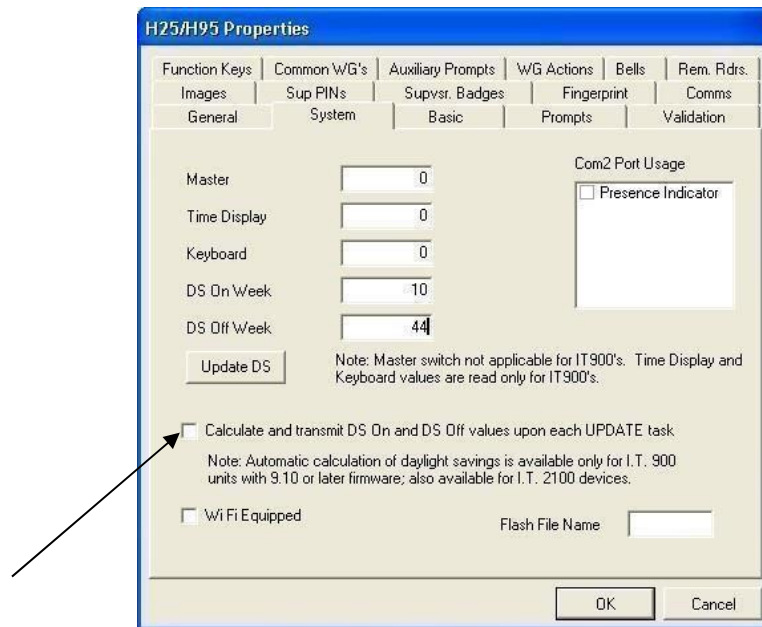 H25/H95 Properties
Function Keys Common WG's Auxiliary Prompts WG Actions Bells Rem. Rdrs.
Images Sup PINs Supvsr. Badges Fingerprint Comms
General System Basic Prompts Validation
Com2 Port Usage
Presence Indicator
Master 0
Time Display 0
Keyboard 0
DS On Week 10
DS Off Week 44
Update DS
Note: Master switch not applicable for IT900's. Time Display and
Keyboard values are read only for IT900's.
Calculate and transmit DS On and DS Off values upon each UPDATE task
Note: Automatic calculation of daylight savings is available only for I.T. 900
units with 9.10 or later firmware; also available for I.T. 2100 devices.
Wi Fi Equipped
Flash File Name
OK Cancel